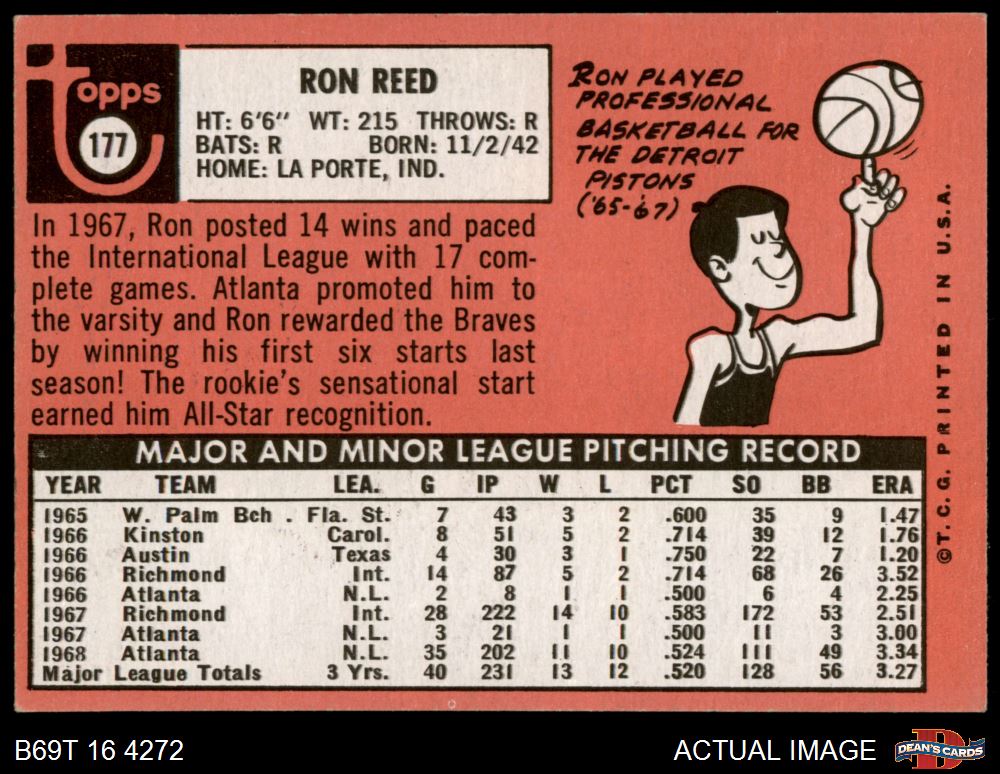 Topps
177
RON REED
HT: 6'6" WT: 215 THROWS: R
BATS: R BORN: 11/2/42
HOME: LA PORTE, IND.
RON PLAYED
PROFESSIONAL
BASKETBALL FOR
THE DETROIT
PISTONS
('65-'67)
In 1967, Ron posted 14 wins and paced
the International League with 17 com-
plete games. Atlanta promoted him to
the varsity and Ron rewarded the Braves
by winning his first six starts last
season! The rookie's sensational start
earned him All-Star recognition.
MAJOR AND MINOR LEAGUE PITCHING RECORD
YEAR TEAM LEA. G IP W L PCT SO BB ERA
1965 W. Palm Bch . Fla. St. 7 43 3 2 .600 35 9 1.47
1966 Kinston Carol. 8 51 5 2 .714 39 12 1.76
1966 Austin Texas 4 30 3 1 .750 22 7 1.20
1966 Richmond Int. 14 87 5 2 .714 68 26 3.52
1966 Atlanta N.L. 2 8 1 1 .500 6 4 2.25
1967 Richmond Int. 28 222 14 10 .583 172 53 2.51
1967 Atlanta N.L. 3 21 1 1 .500 11 3 3.00
1968 Atlanta N.L. 35 202 11 10 .524 111 49 3.34
Major League Totals 3 Yrs. 40 231 13 12 .520 128 56 3.27
©T.C.G. PRINTED IN U.S.A.
B69T 16 4272
ACTUAL IMAGE
D
DEAN'S CARDS